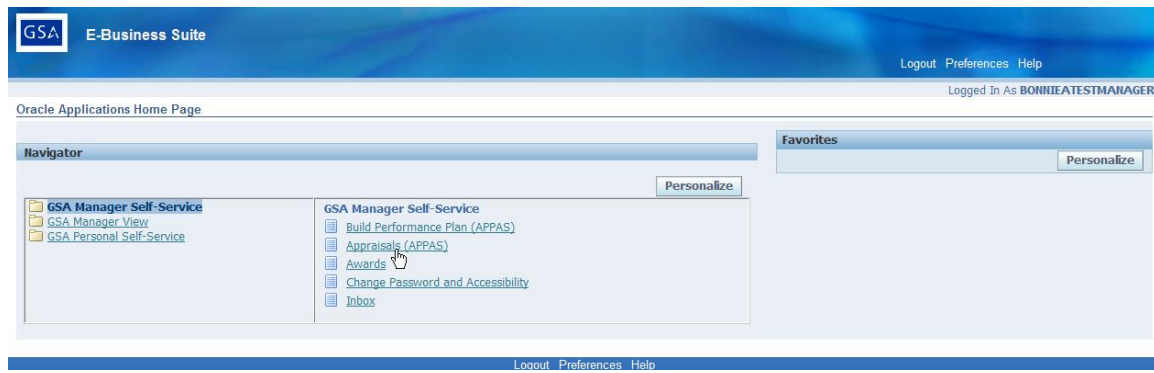 GSA E-Business Suite
Logout Preferences Help
Logged In As BONNIEATESTMANAGER
Oracle Applications Home Page
Navigator
Personalize
GSA Manager Self-Service
GSA Manager View
GSA Personal Self-Service
GSA Manager Self-Service
Build Performance Plan (APPAS)
Appraisals (APPAS)
Awards
Change Password and Accessibility
Inbox
Favorites
Personalize
Logout Preferences Help